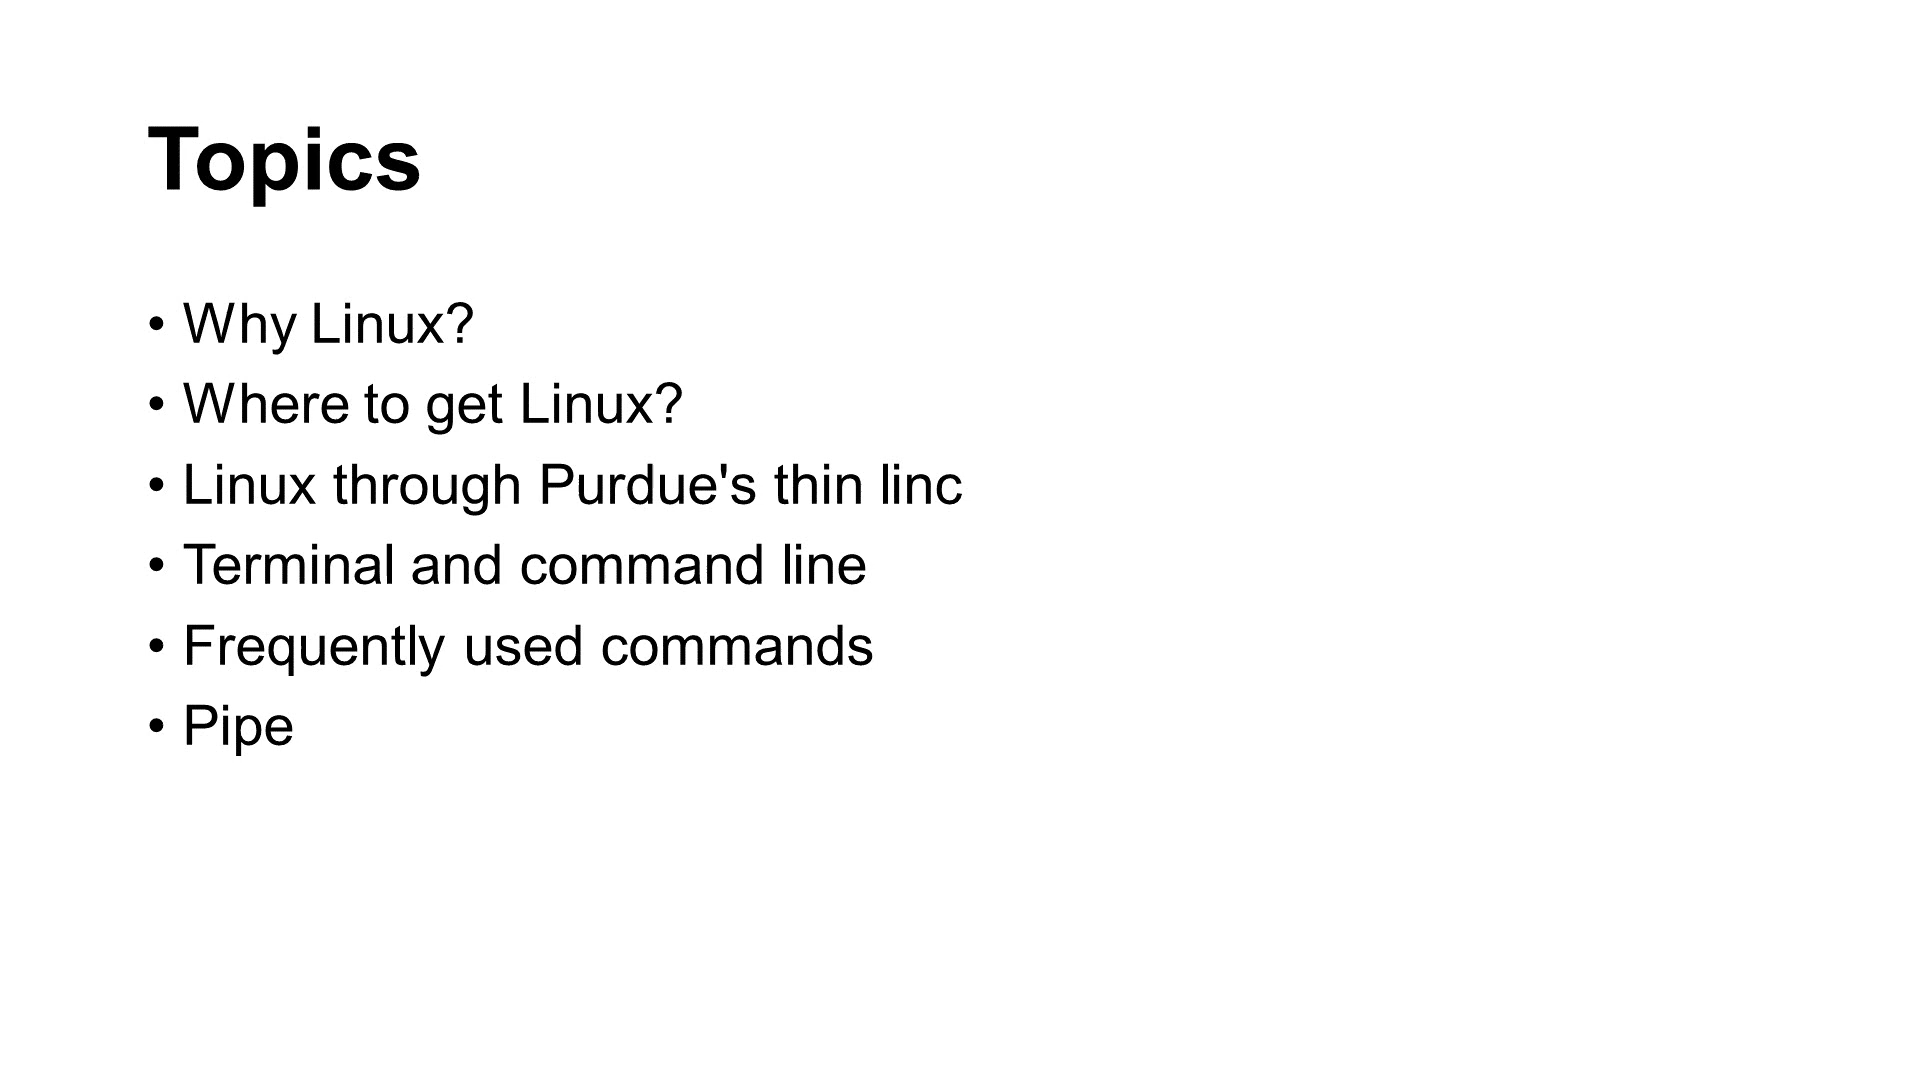 Topics
• Why Linux?
• Where to get Linux?
• Linux through Purdue's thin linc
• Terminal and command line
• Frequently used commands
• Pipe